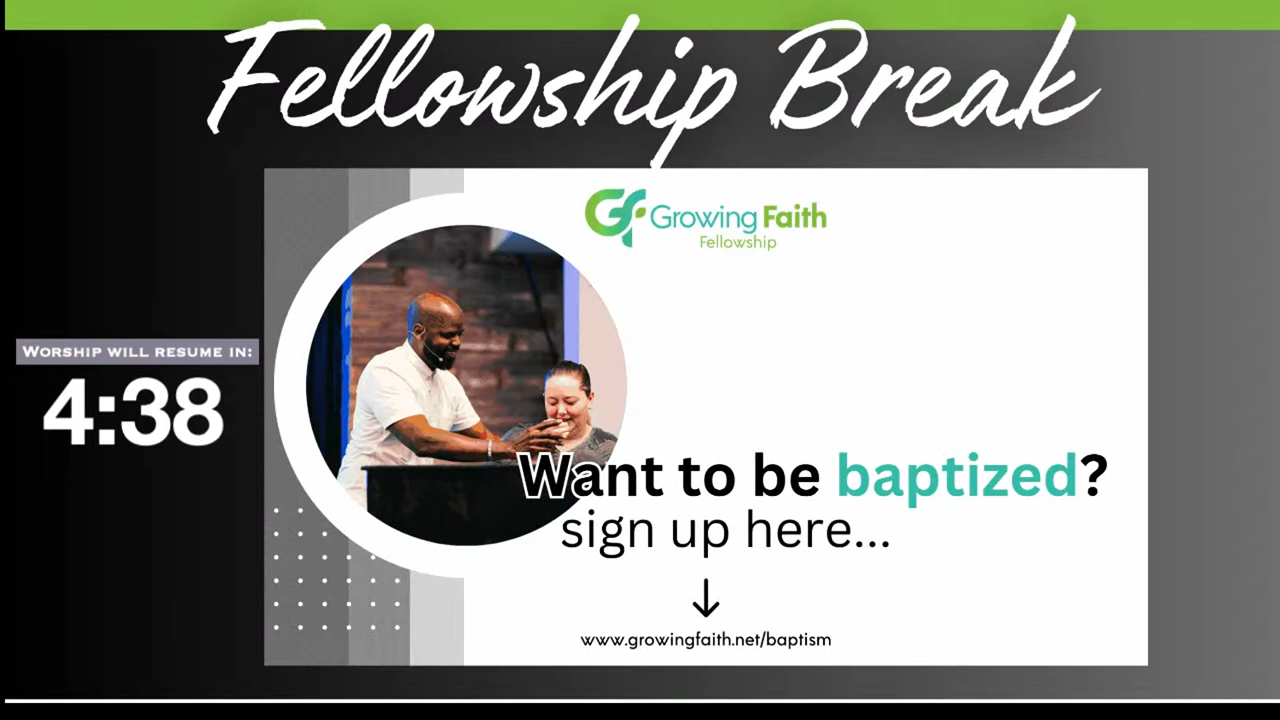 Fellowship Break
GF Growing Faith
Fellowship
WORSHIP WILL RESUME IN:
4:38
Want to be baptized?
sign up here...
www.growingfaith.net/baptism